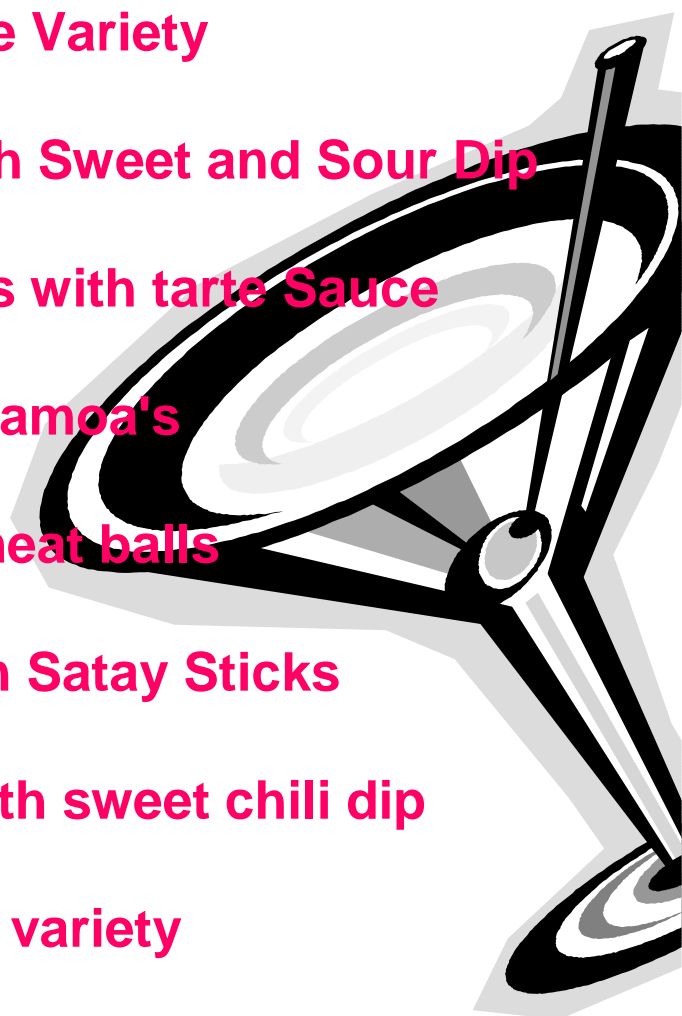 e Variety
h Sweet and Sour Dip
s with tarte Sauce
amoa's
neat balls
n Satay Sticks
th sweet chili dip
variety